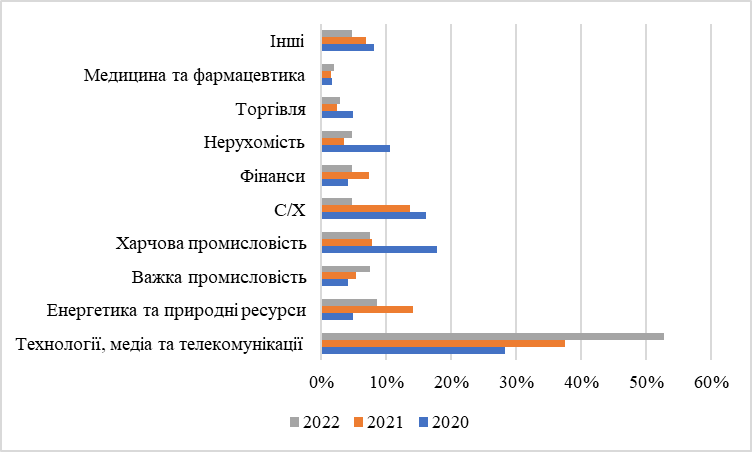 Інші
Медицина та фармацевтика
Торгівля
Нерухомість
Фінанси
С/Х
Харчова промисловість
Важка промисловість
Енергетика та природні ресурси
Технології, медіа та телекомунікації
0% 10% 20% 30% 40% 50% 60%
2022 2021 2020